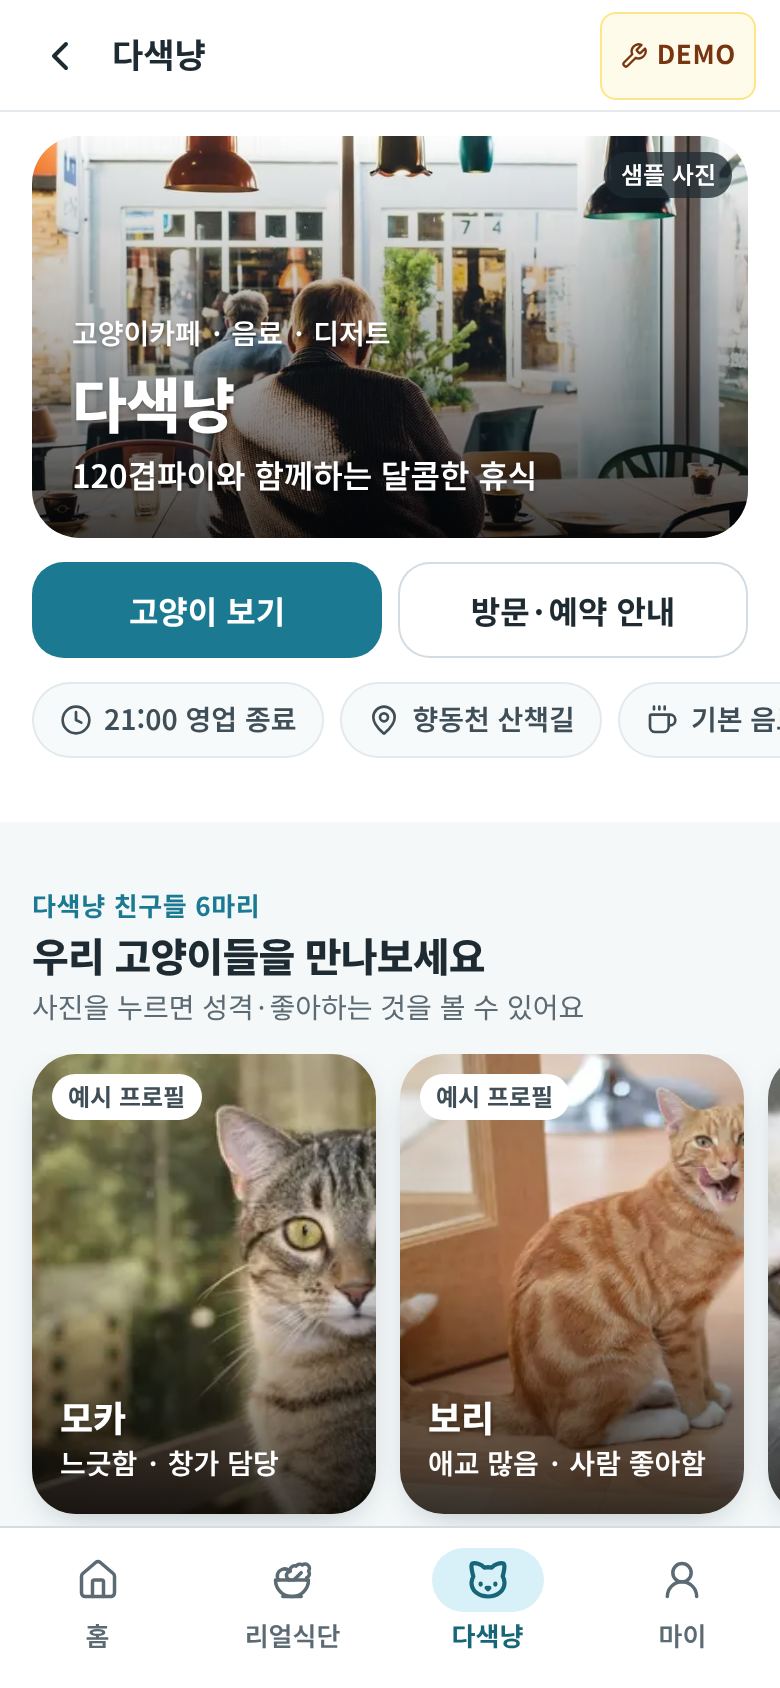 다색냥
DEMO
샘플 사진
7 4
고양이카페 · 음료 · 디저트
다색냥
120겹파이와 함께하는 달콤한 휴식
고양이 보기
방문·예약 안내
21:00 영업 종료
향동천 산책길
기본 음
다색냥 친구들 6마리
우리 고양이들을 만나보세요
사진을 누르면 성격·좋아하는 것을 볼 수 있어요
예시 프로필
예시 프로필
모카
느긋함 · 창가 담당
보리
애교 많음 · 사람 좋아함
홈
리얼식단
다색냥
마이